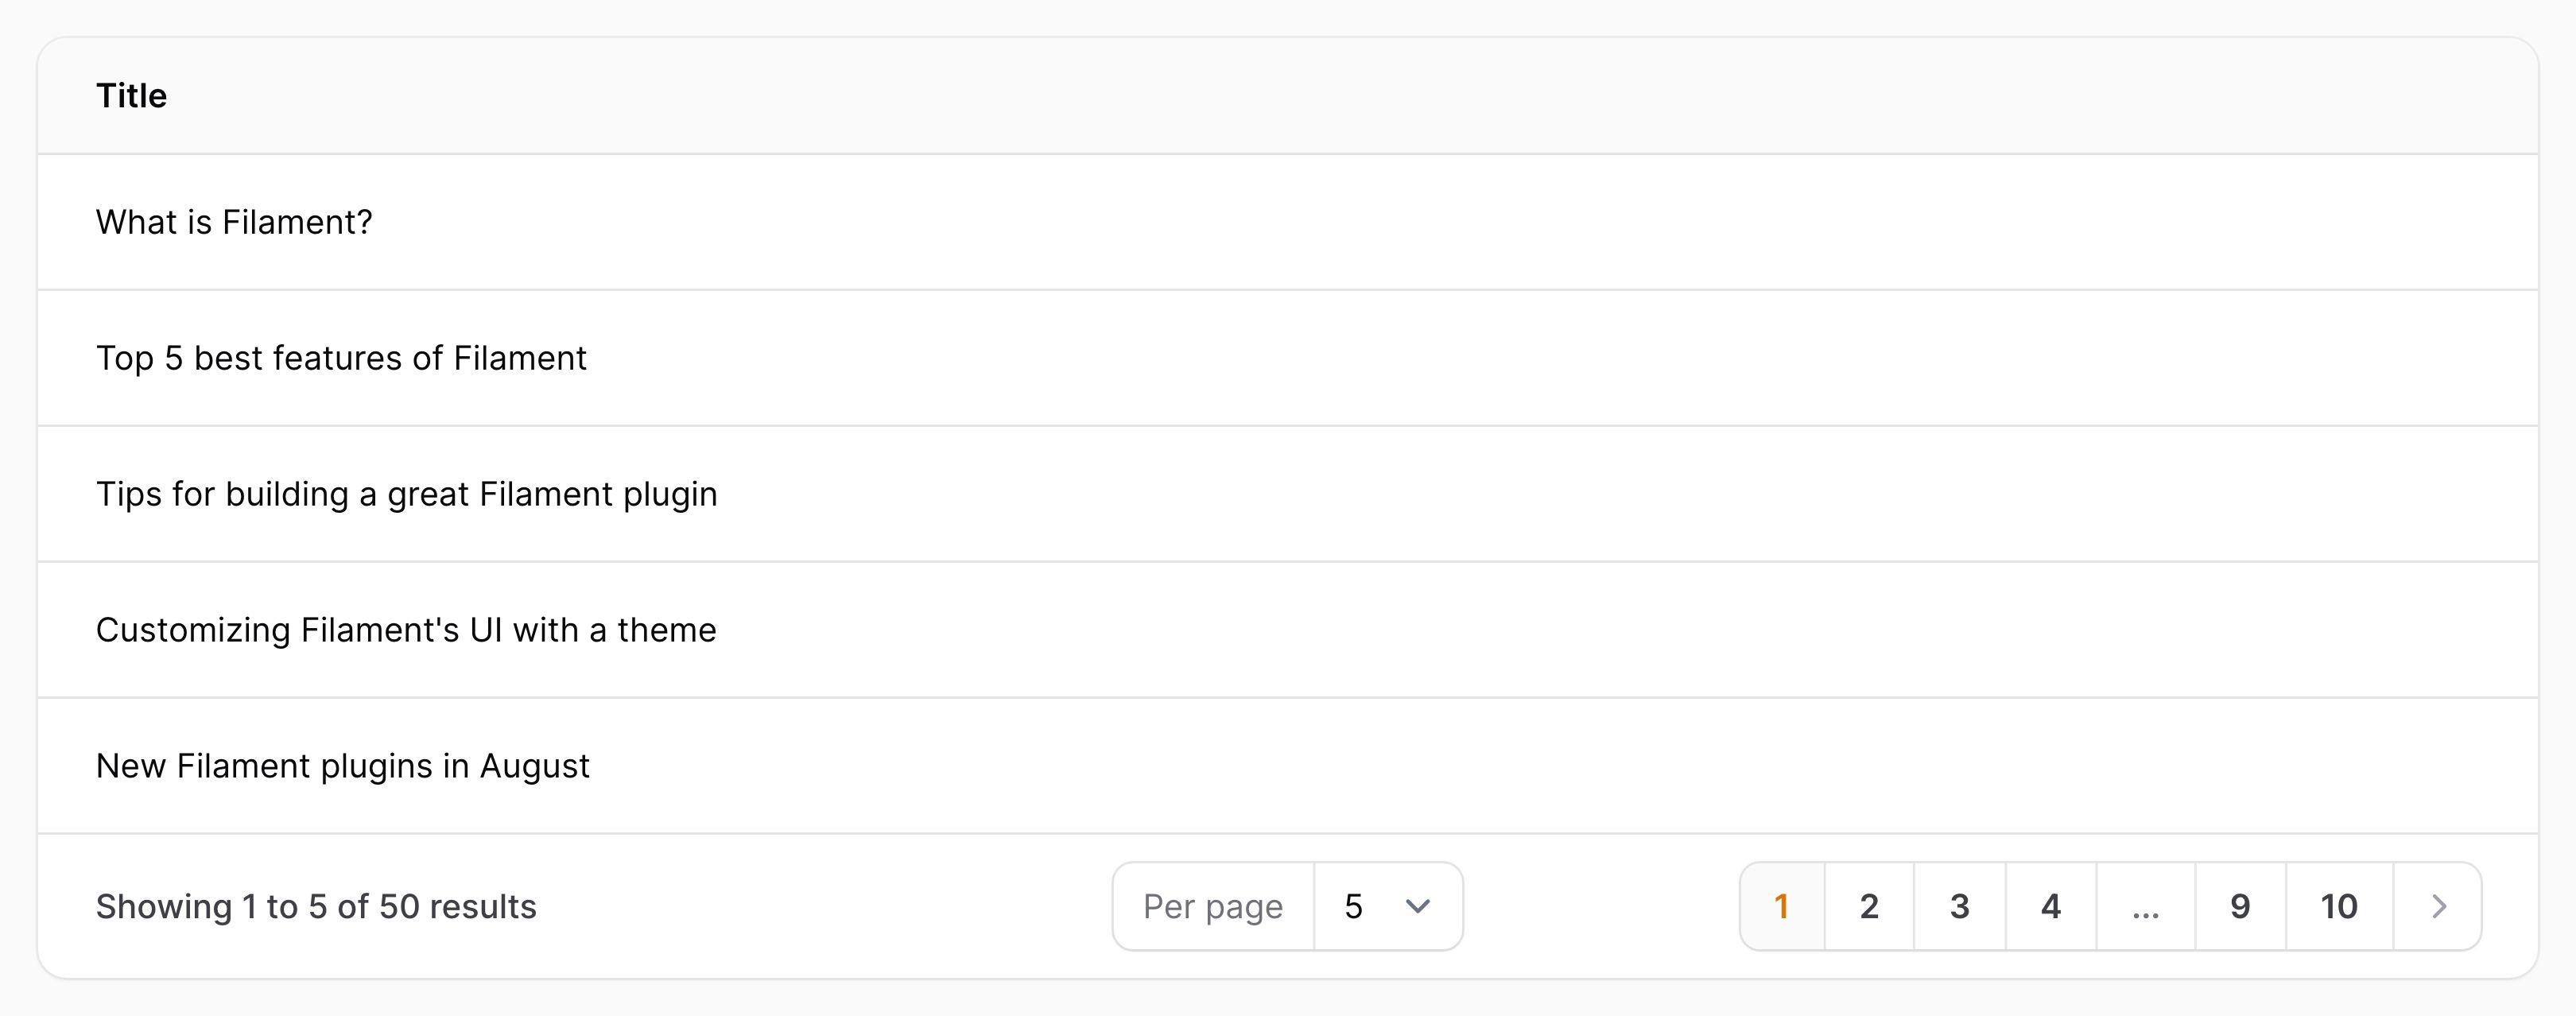 Title
What is Filament?
Top 5 best features of Filament
Tips for building a great Filament plugin
Customizing Filament's UI with a theme
New Filament plugins in August
Showing 1 to 5 of 50 results Per page 5 1 2 3 4 ... 9 10